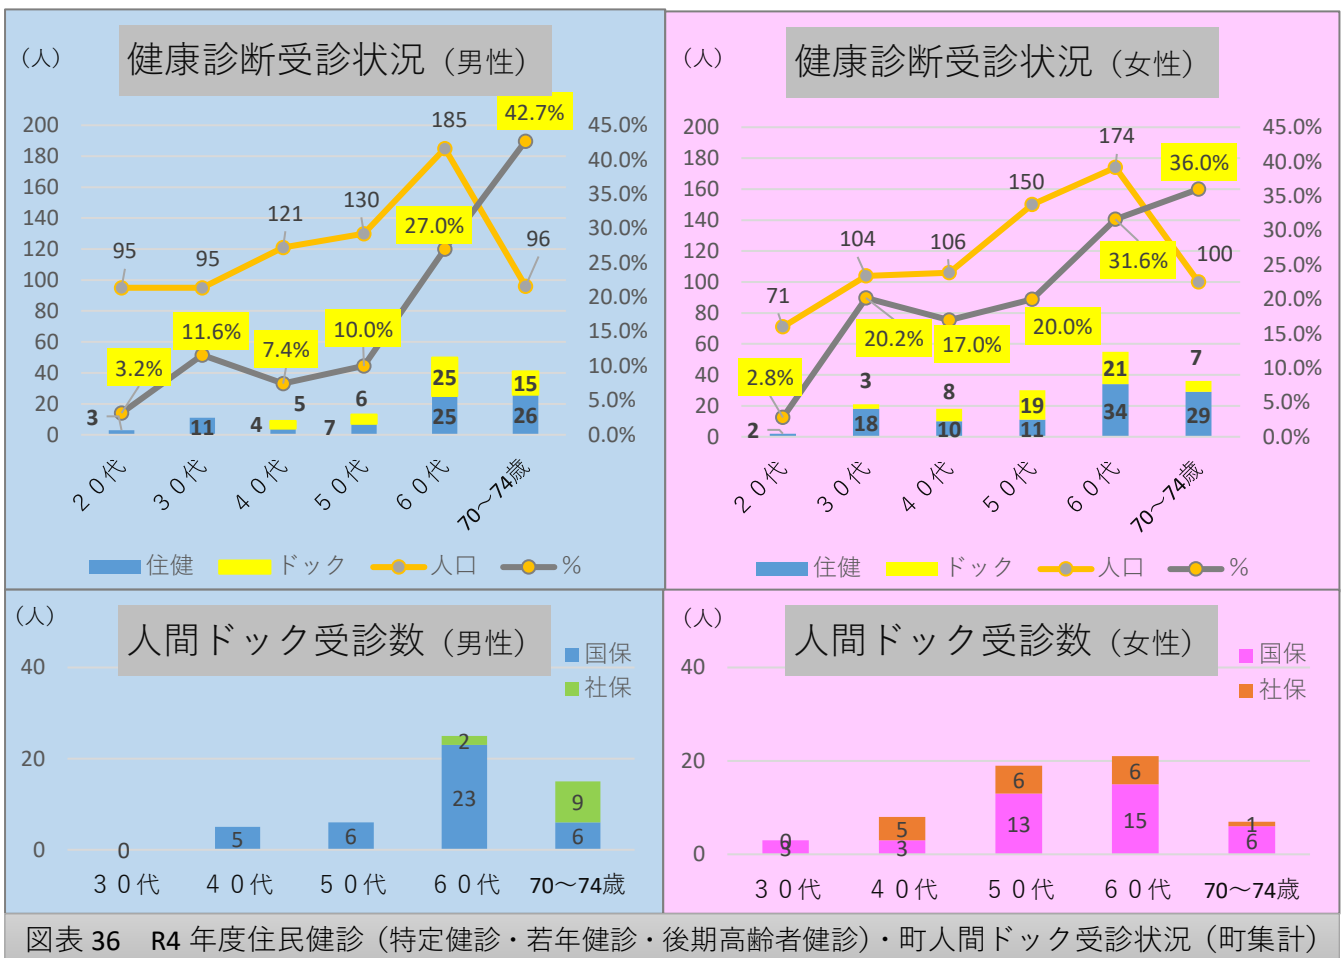 健康診断受診状況（男性）
（人）
200
180
160
140
120
100
80
60
40
20
0
45.0%
40.0%
35.0%
30.0%
25.0%
20.0%
15.0%
10.0%
5.0%
0.0%
95
95
121
130
185
96
3.2%
11.6%
7.4%
10.0%
27.0%
42.7%
3
11
4
5
7
6
25
25
26
15
２０代
３０代
４０代
５０代
６０代
70～74歳
住健
ドック
人口
%
健康診断受診状況（女性）
（人）
200
180
160
140
120
100
80
60
40
20
0
45.0%
40.0%
35.0%
30.0%
25.0%
20.0%
15.0%
10.0%
5.0%
0.0%
71
104
106
150
174
100
2.8%
20.2%
17.0%
20.0%
31.6%
36.0%
2
18
3
10
8
11
19
34
21
29
7
２０代
３０代
４０代
５０代
６０代
70～74歳
住健
ドック
人口
%
人間ドック受診数（男性）
（人）
国保
社保
40
20
0
0
5
6
23
2
6
9
３０代
４０代
５０代
６０代
70～74歳
人間ドック受診数（女性）
（人）
国保
社保
40
20
0
3
0
3
5
13
6
15
6
6
1
３０代
４０代
５０代
６０代
70～74歳
図表 36 R4 年度住民健診（特定健診・若年健診・後期高齢者健診）・町人間ドック受診状況（町集計）